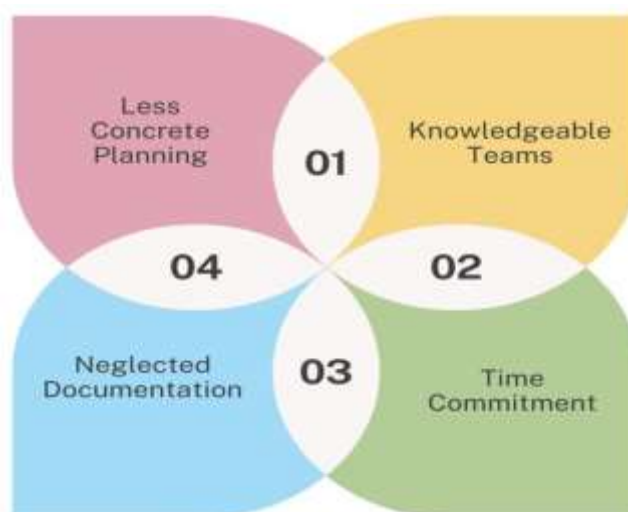 Less
Concrete
Planning
01
Knowledgeable
Teams
04
02
Neglected
Documentation
03
Time
Commitment